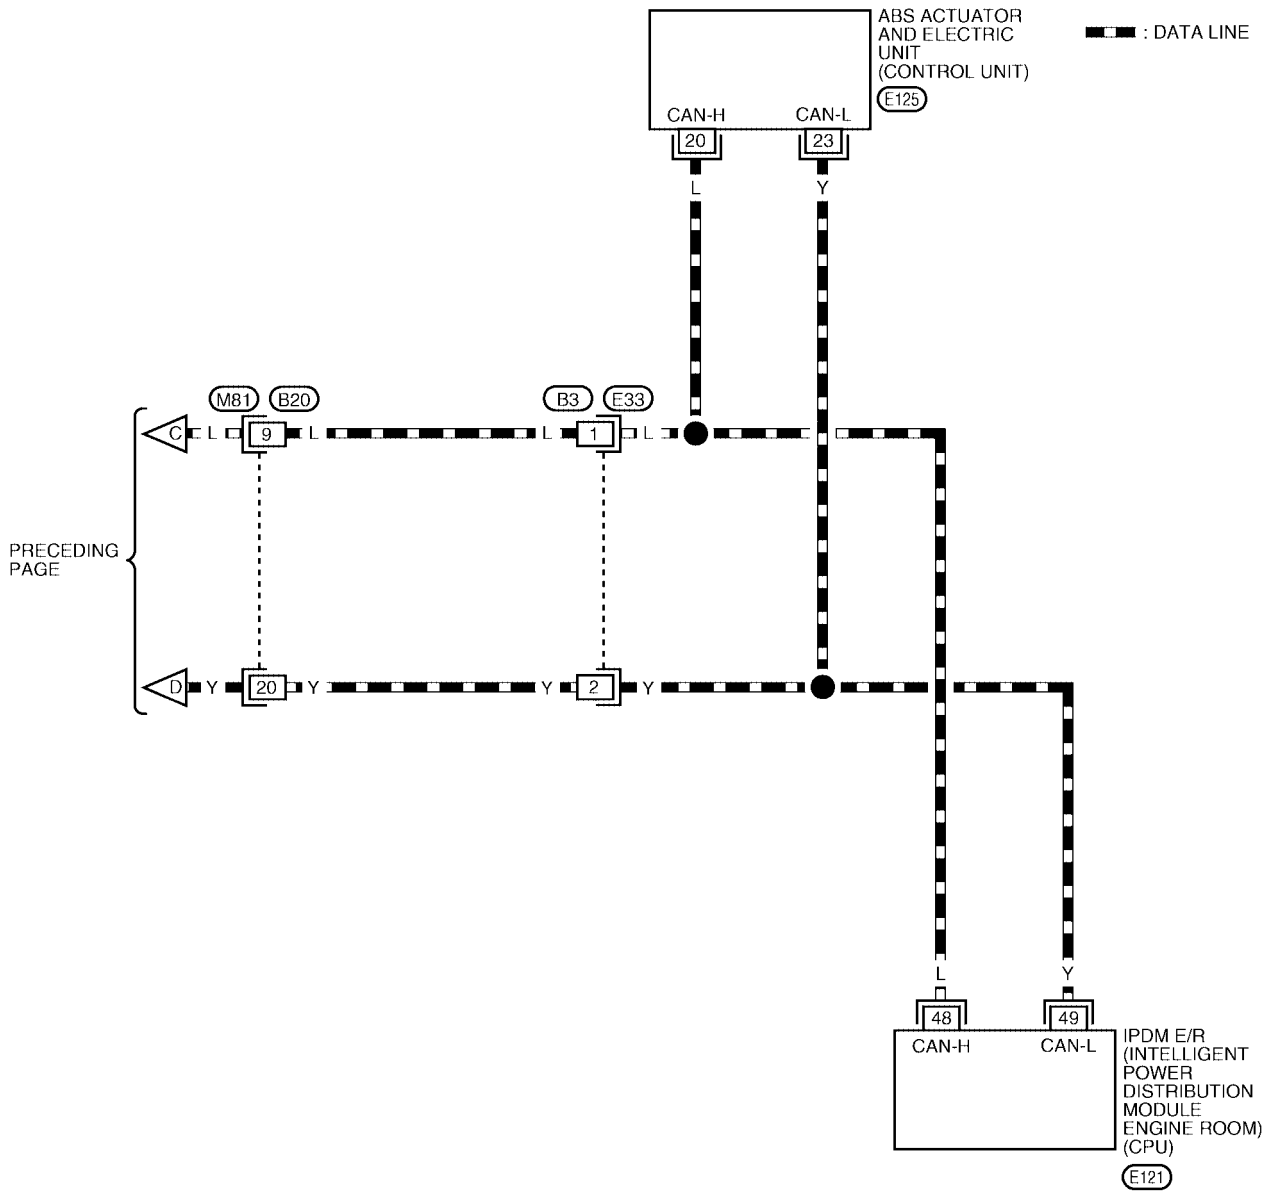 ABS ACTUATOR
AND ELECTRIC
UNIT
(CONTROL UNIT)
E125
: DATA LINE
CAN-H CAN-L
20 23
L Y
M81 B20 B3 E33
C L 9 L L 1 L
PRECEDING
PAGE
D Y 20 Y Y 2 Y
L Y
48 49
CAN-H CAN-L
IPDM E/R
(INTELLIGENT
POWER
DISTRIBUTION
MODULE
ENGINE ROOM)
(CPU)
E121